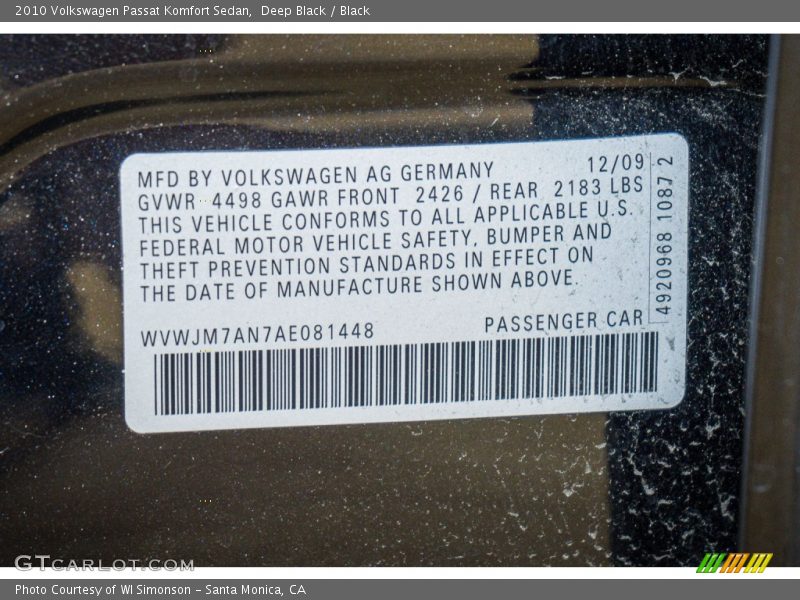 2010 Volkswagen Passat Komfort Sedan,  Deep Black / Black
MFD BY VOLKSWAGEN AG GERMANY 12/09
GVWR 4498 GAWR FRONT 2426 / REAR 2183 LBS
THIS VEHICLE CONFORMS TO ALL APPLICABLE U.S.
FEDERAL MOTOR VEHICLE SAFETY, BUMPER AND
THEFT PREVENTION STANDARDS IN EFFECT ON
THE DATE OF MANUFACTURE SHOWN ABOVE.
WVWJM7AN7AE081448 PASSENGER CAR
4920968 10872
GTcarlot.com
Photo Courtesy of WI Simonson - Santa Monica, CA